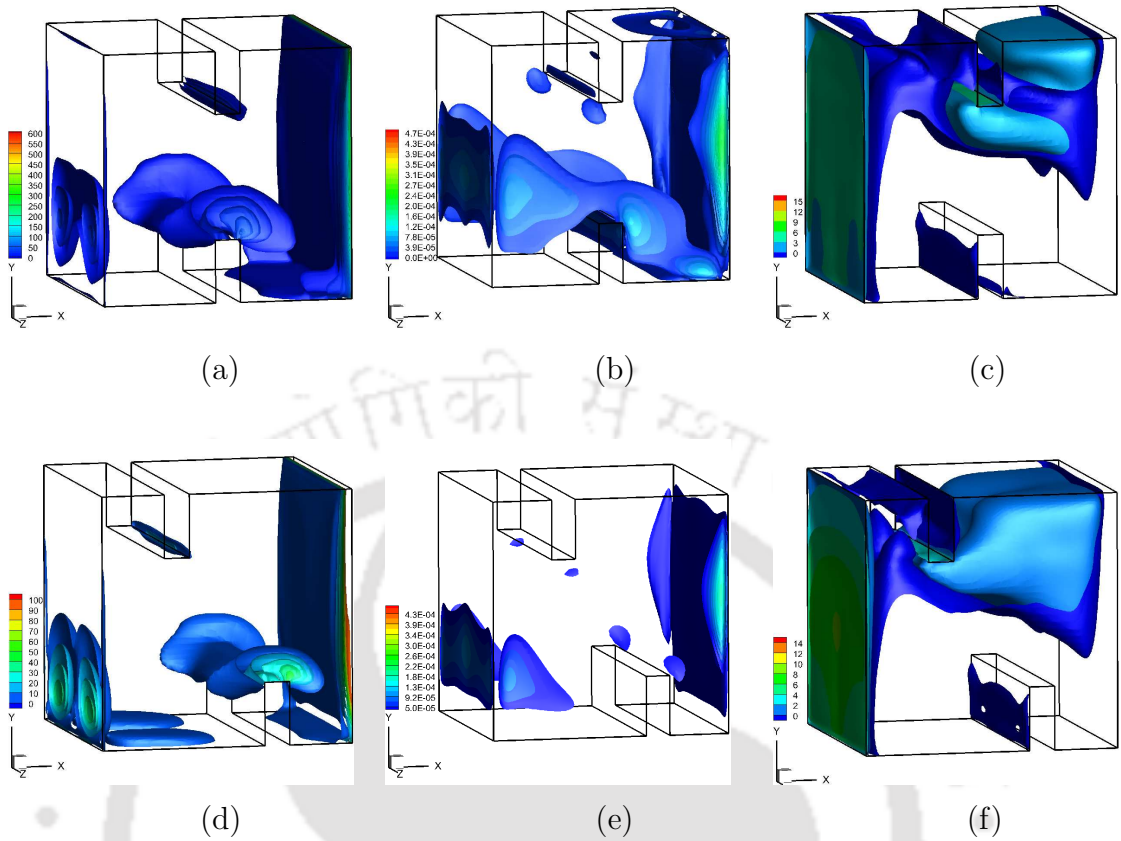 600
550
500
450
400
350
300
250
200
150
100
50
0
Y
Z
X
4.7E-04
4.3E-04
3.9E-04
3.5E-04
3.1E-04
2.8E-04
2.4E-04
2.0E-04
1.6E-04
1.2E-04
7.9E-05
3.9E-05
0.0E+00
Y
Z
X
15
12
9
6
3
0
Y
Z
X
(a)
(b)
(c)
100
90
80
70
60
50
40
30
20
10
0
Y
Z
X
4.3E-04
3.9E-04
3.5E-04
3.1E-04
2.6E-04
2.2E-04
1.8E-04
1.3E-04
9.2E-05
5.0E-05
Y
Z
X
14
12
10
8
6
4
2
0
Y
Z
X
(d)
(e)
(f)